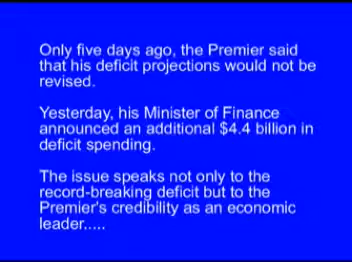 Only five days ago, the Premier said
that his deficit projections would not be
revised.
Yesterday, his Minister of Finance
announced an additional $4.4 billion in
deficit spending.
The issue speaks not only to the
record-breaking deficit but to the
Premier's credibility as an economic
leader.....